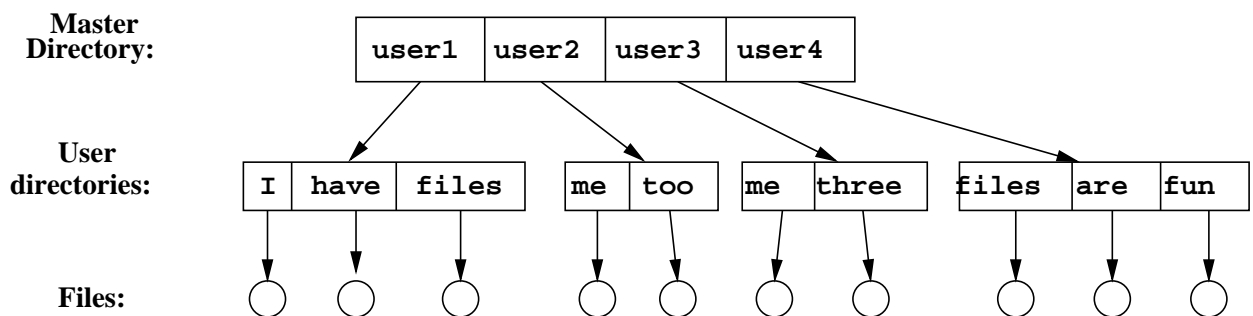 Master
Directory:
user1 user2 user3 user4
User
directories:
I have files me too me three files are fun
Files: